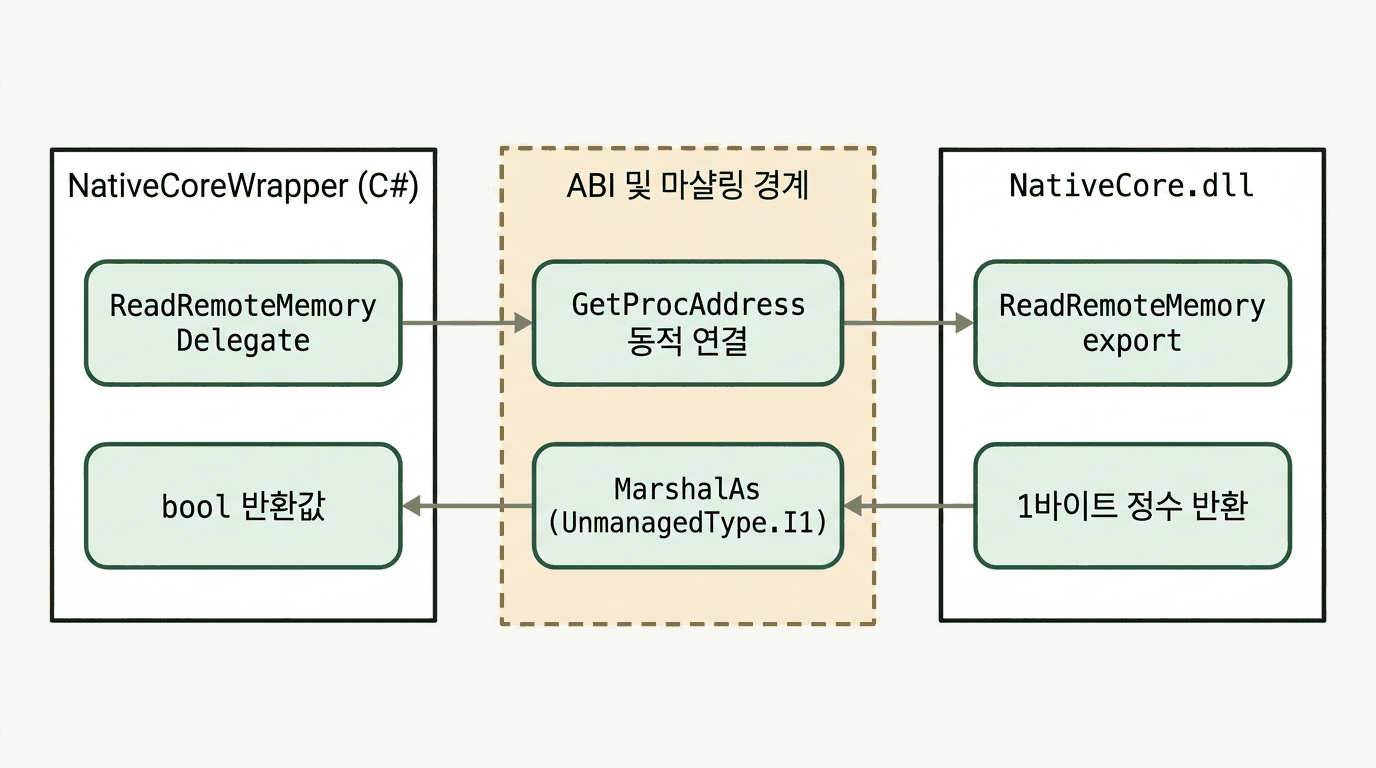 NativeCoreWrapper (C#)
ABI 및 마샬링 경계
NativeCore.dll
ReadRemoteMemory
Delegate
GetProcAddress
동적 연결
ReadRemoteMemory
export
bool 반환값
MarshalAs
(UnmanagedType.I1)
1바이트 정수 반환